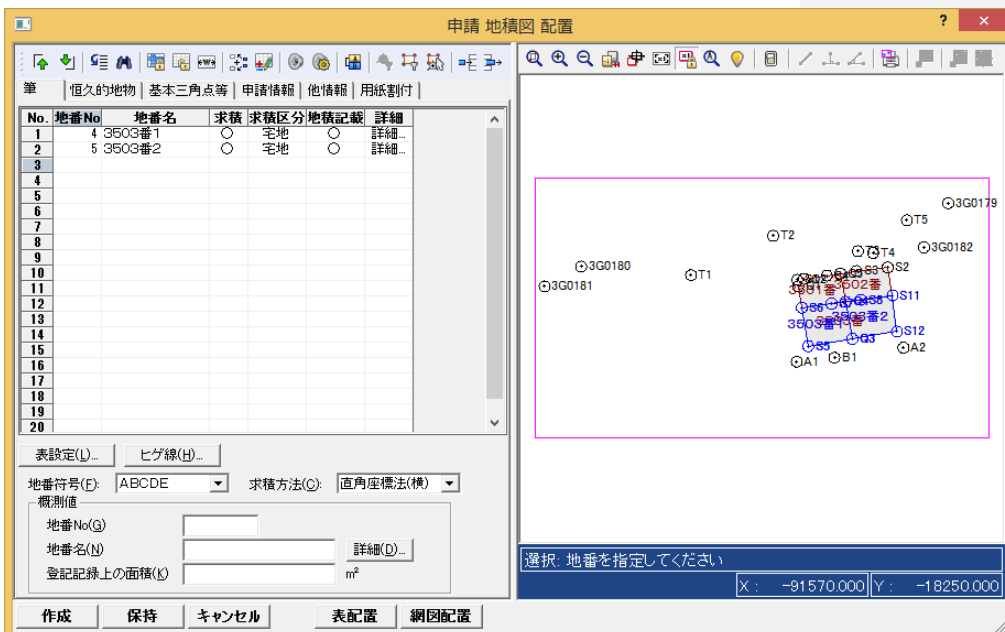 申請 地積図 配置
? ×
筆 恒久的地物 基本三角点等 申請情報 他情報 用紙割付
No. 地番No 地番名 求積 求積区分 地積記載 詳細
1 4 3503番1 ○ 宅地 ○ 詳細...
2 5 3503番2 ○ 宅地 ○ 詳細...
3
4
5
6
7
8
9
10
11
12
13
14
15
16
17
18
19
20
表設定(L)... ヒゲ線(H)...
地番符号(F): ABCDE 求積方法(C): 直角座標法(横)
概測値
地番No(G)
地番名(N) 詳細(D)...
登記記録上の面積(K) m²
作成 保持 キャンセル 表配置 網図配置
3G0179
T5
T2
3G0182
T4
3G0180
S3 S2
T1
3G0181
3502番
S6 S8 S11
3503番1 3503番2
S12
S5 Q3
A2
A1 B1
選択: 地番を指定してください
X : -91570.000 Y : -18250.000